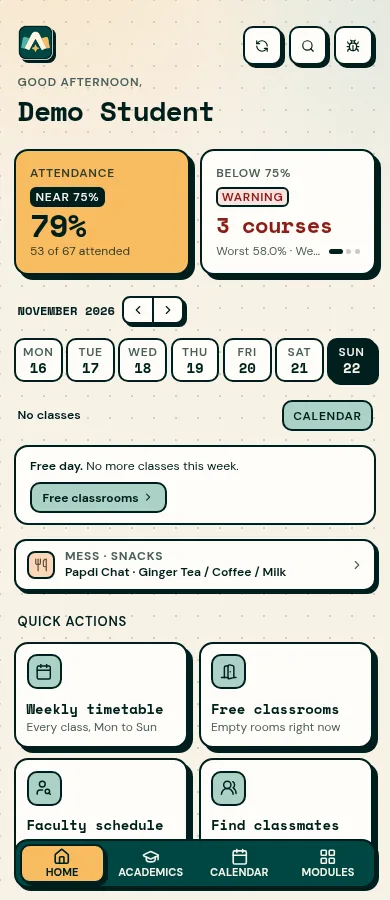 GOOD AFTERNOON,
Demo Student
ATTENDANCE
NEAR 75%
79%
53 of 67 attended
BELOW 75%
WARNING
3 courses
Worst 58.0% · We…
NOVEMBER 2026
MON TUE WED THU FRI SAT SUN
16 17 18 19 20 21 22
No classes
CALENDAR
Free day. No more classes this week.
Free classrooms
MESS · SNACKS
Papdi Chat · Ginger Tea / Coffee / Milk
QUICK ACTIONS
Weekly timetable
Every class, Mon to Sun
Free classrooms
Empty rooms right now
Faculty schedule
Find classmates
HOME ACADEMICS CALENDAR MODULES